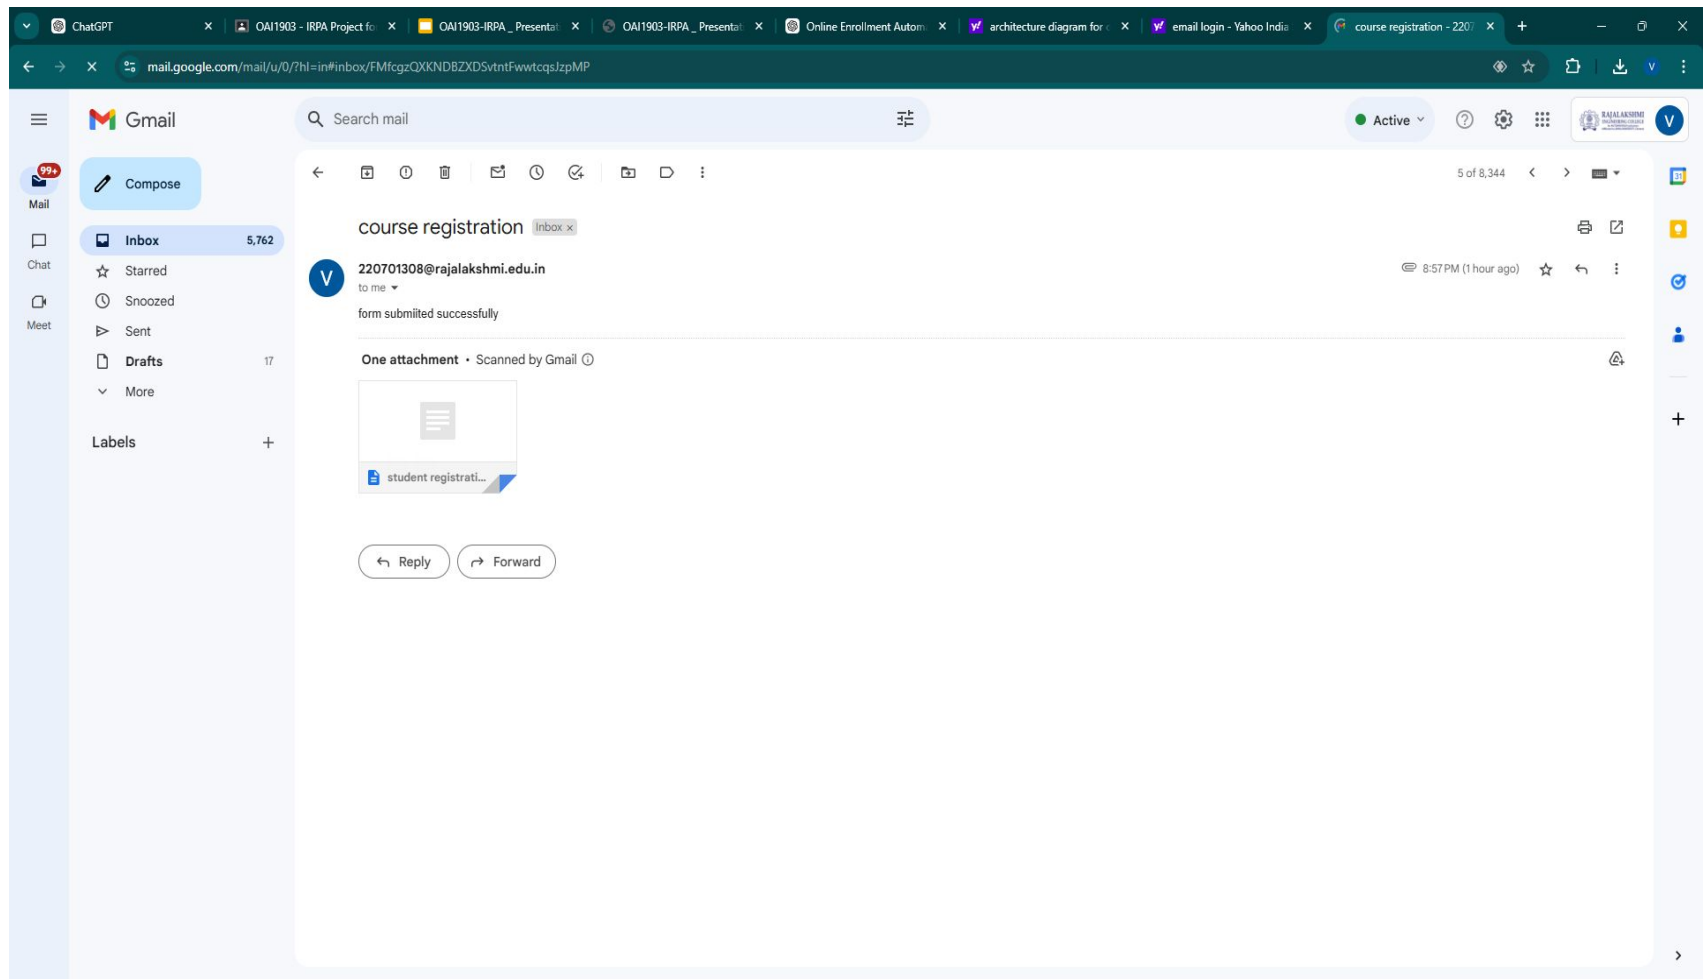 ChatGPT
OAI1903 - IRPA Project fo
OAI1903-IRPA _ Presentat
OAI1903-IRPA _ Presentat
Online Enrollment Autom
architecture diagram for
email login - Yahoo India
course registration - 2207
mail.google.com/mail/u/0/?hl=in#inbox/FMfcgzQXKNDBZXDSvtntFwwtcqsJzpMP
V
Gmail
Search mail
Active
RAJALAKSHMI
V
99+
Mail
Compose
5 of 8,344
31
course registration Inbox x
Inbox 5,762
Chat
Starred
V
220701308@rajalakshmi.edu.in
8:57 PM (1 hour ago)
to me
Snoozed
form submiited successfully
Meet
Sent
Drafts 17
One attachment • Scanned by Gmail
More
Labels
student registrati...
Reply
Forward